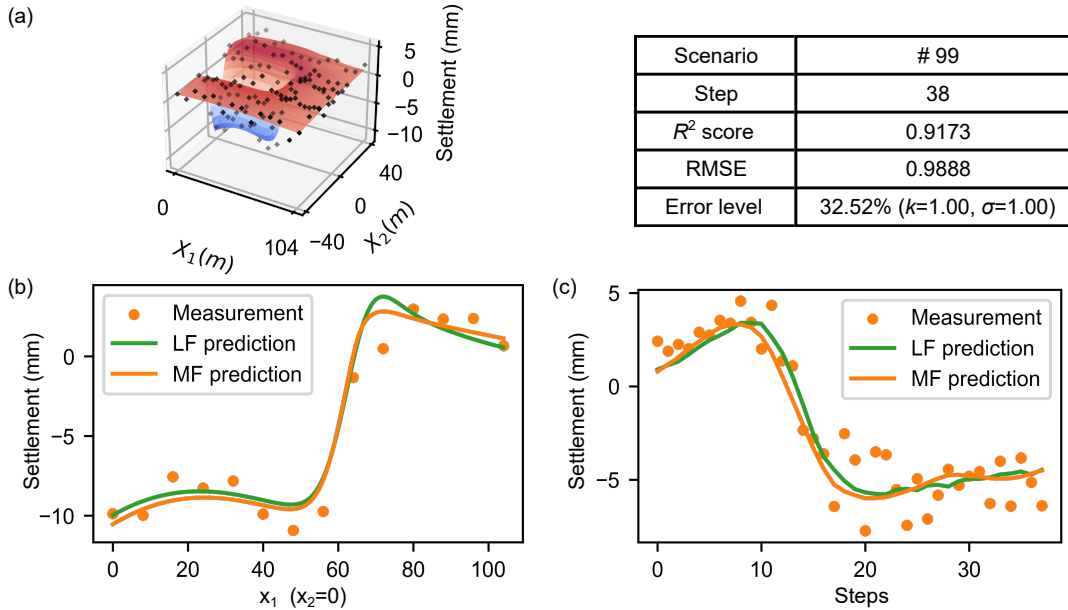 (a)
5
0
−5
−10
Settlement (mm)
40
0
−40
X2(m)
0
104
X1(m)
Scenario # 99
Step 38
R2 score 0.9173
RMSE 0.9888
Error level 32.52% (k=1.00, σ=1.00)
(b)
Measurement
LF prediction
MF prediction
0
−5
−10
Settlement (mm)
0 20 40 60 80 100
x1 (x2=0)
(c)
Measurement
LF prediction
MF prediction
5
0
−5
Settlement (mm)
0 10 20 30
Steps